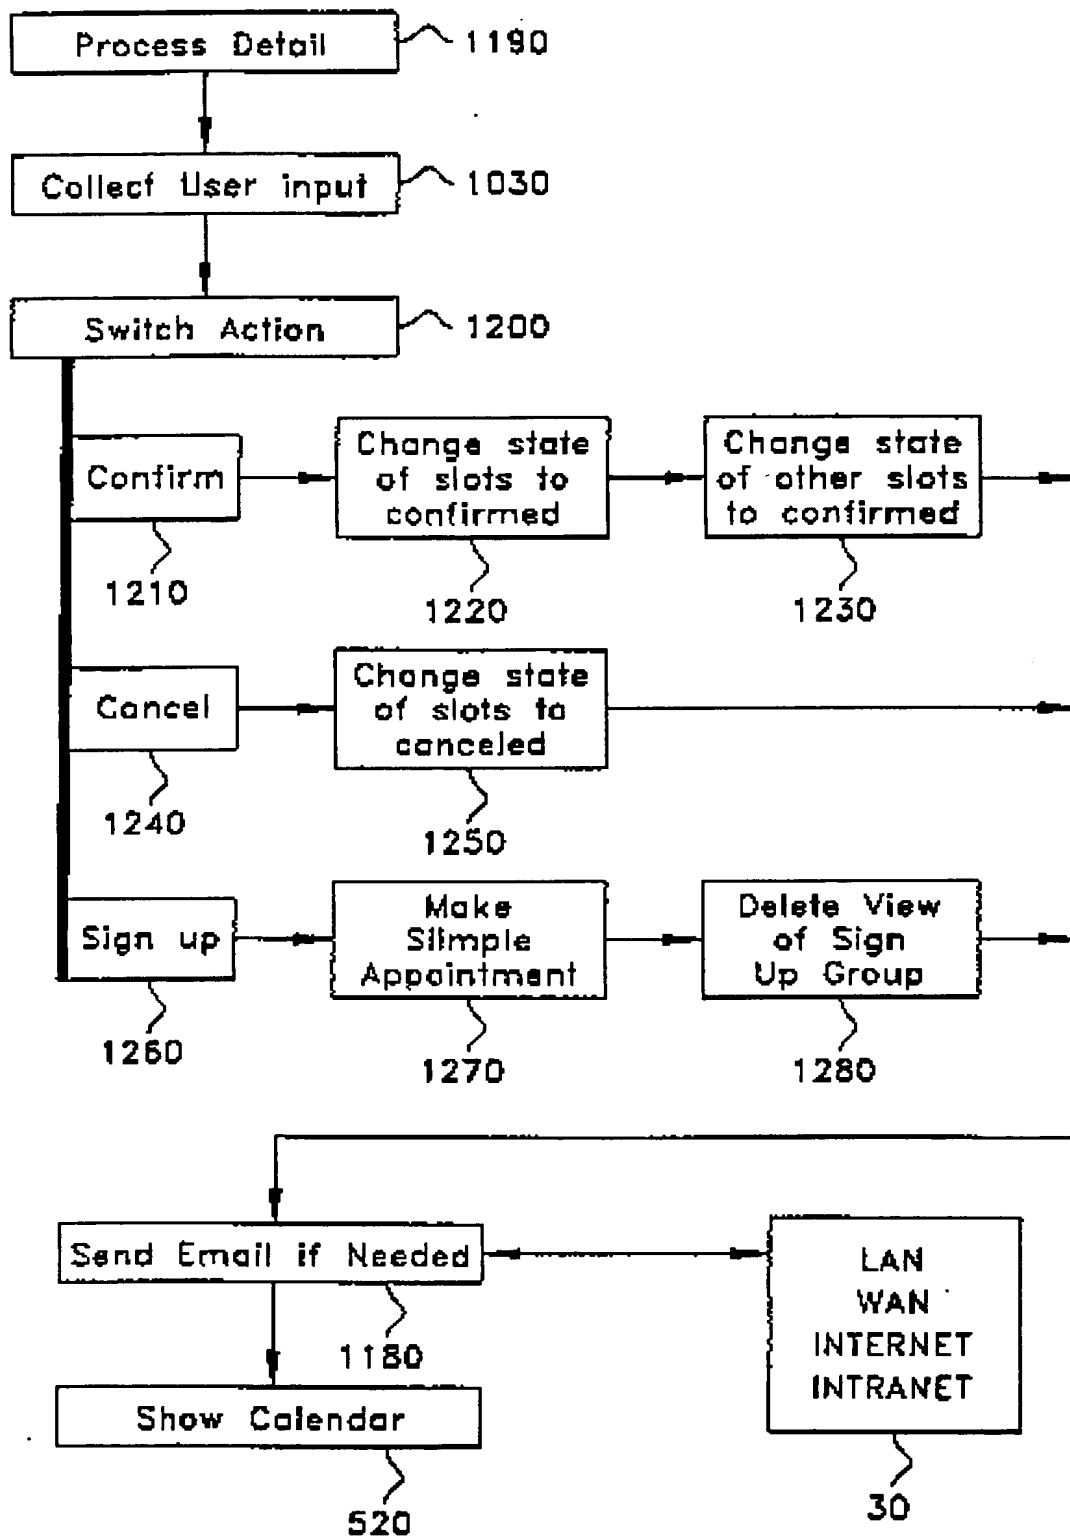 Process Detail
1190
Collect User input
1030
Switch Action
1200
Confirm
1210
Change state
of slots to
confirmed
1220
Change state
of other slots
to confirmed
1230
Cancel
1240
Change state
of slots to
canceled
1250
Sign up
1260
Make
SIImple
Appointment
1270
Delete View
of Sign
Up Group
1280
Send Email if Needed
1180
LAN
WAN
INTERNET
INTRANET
30
Show Calendar
520